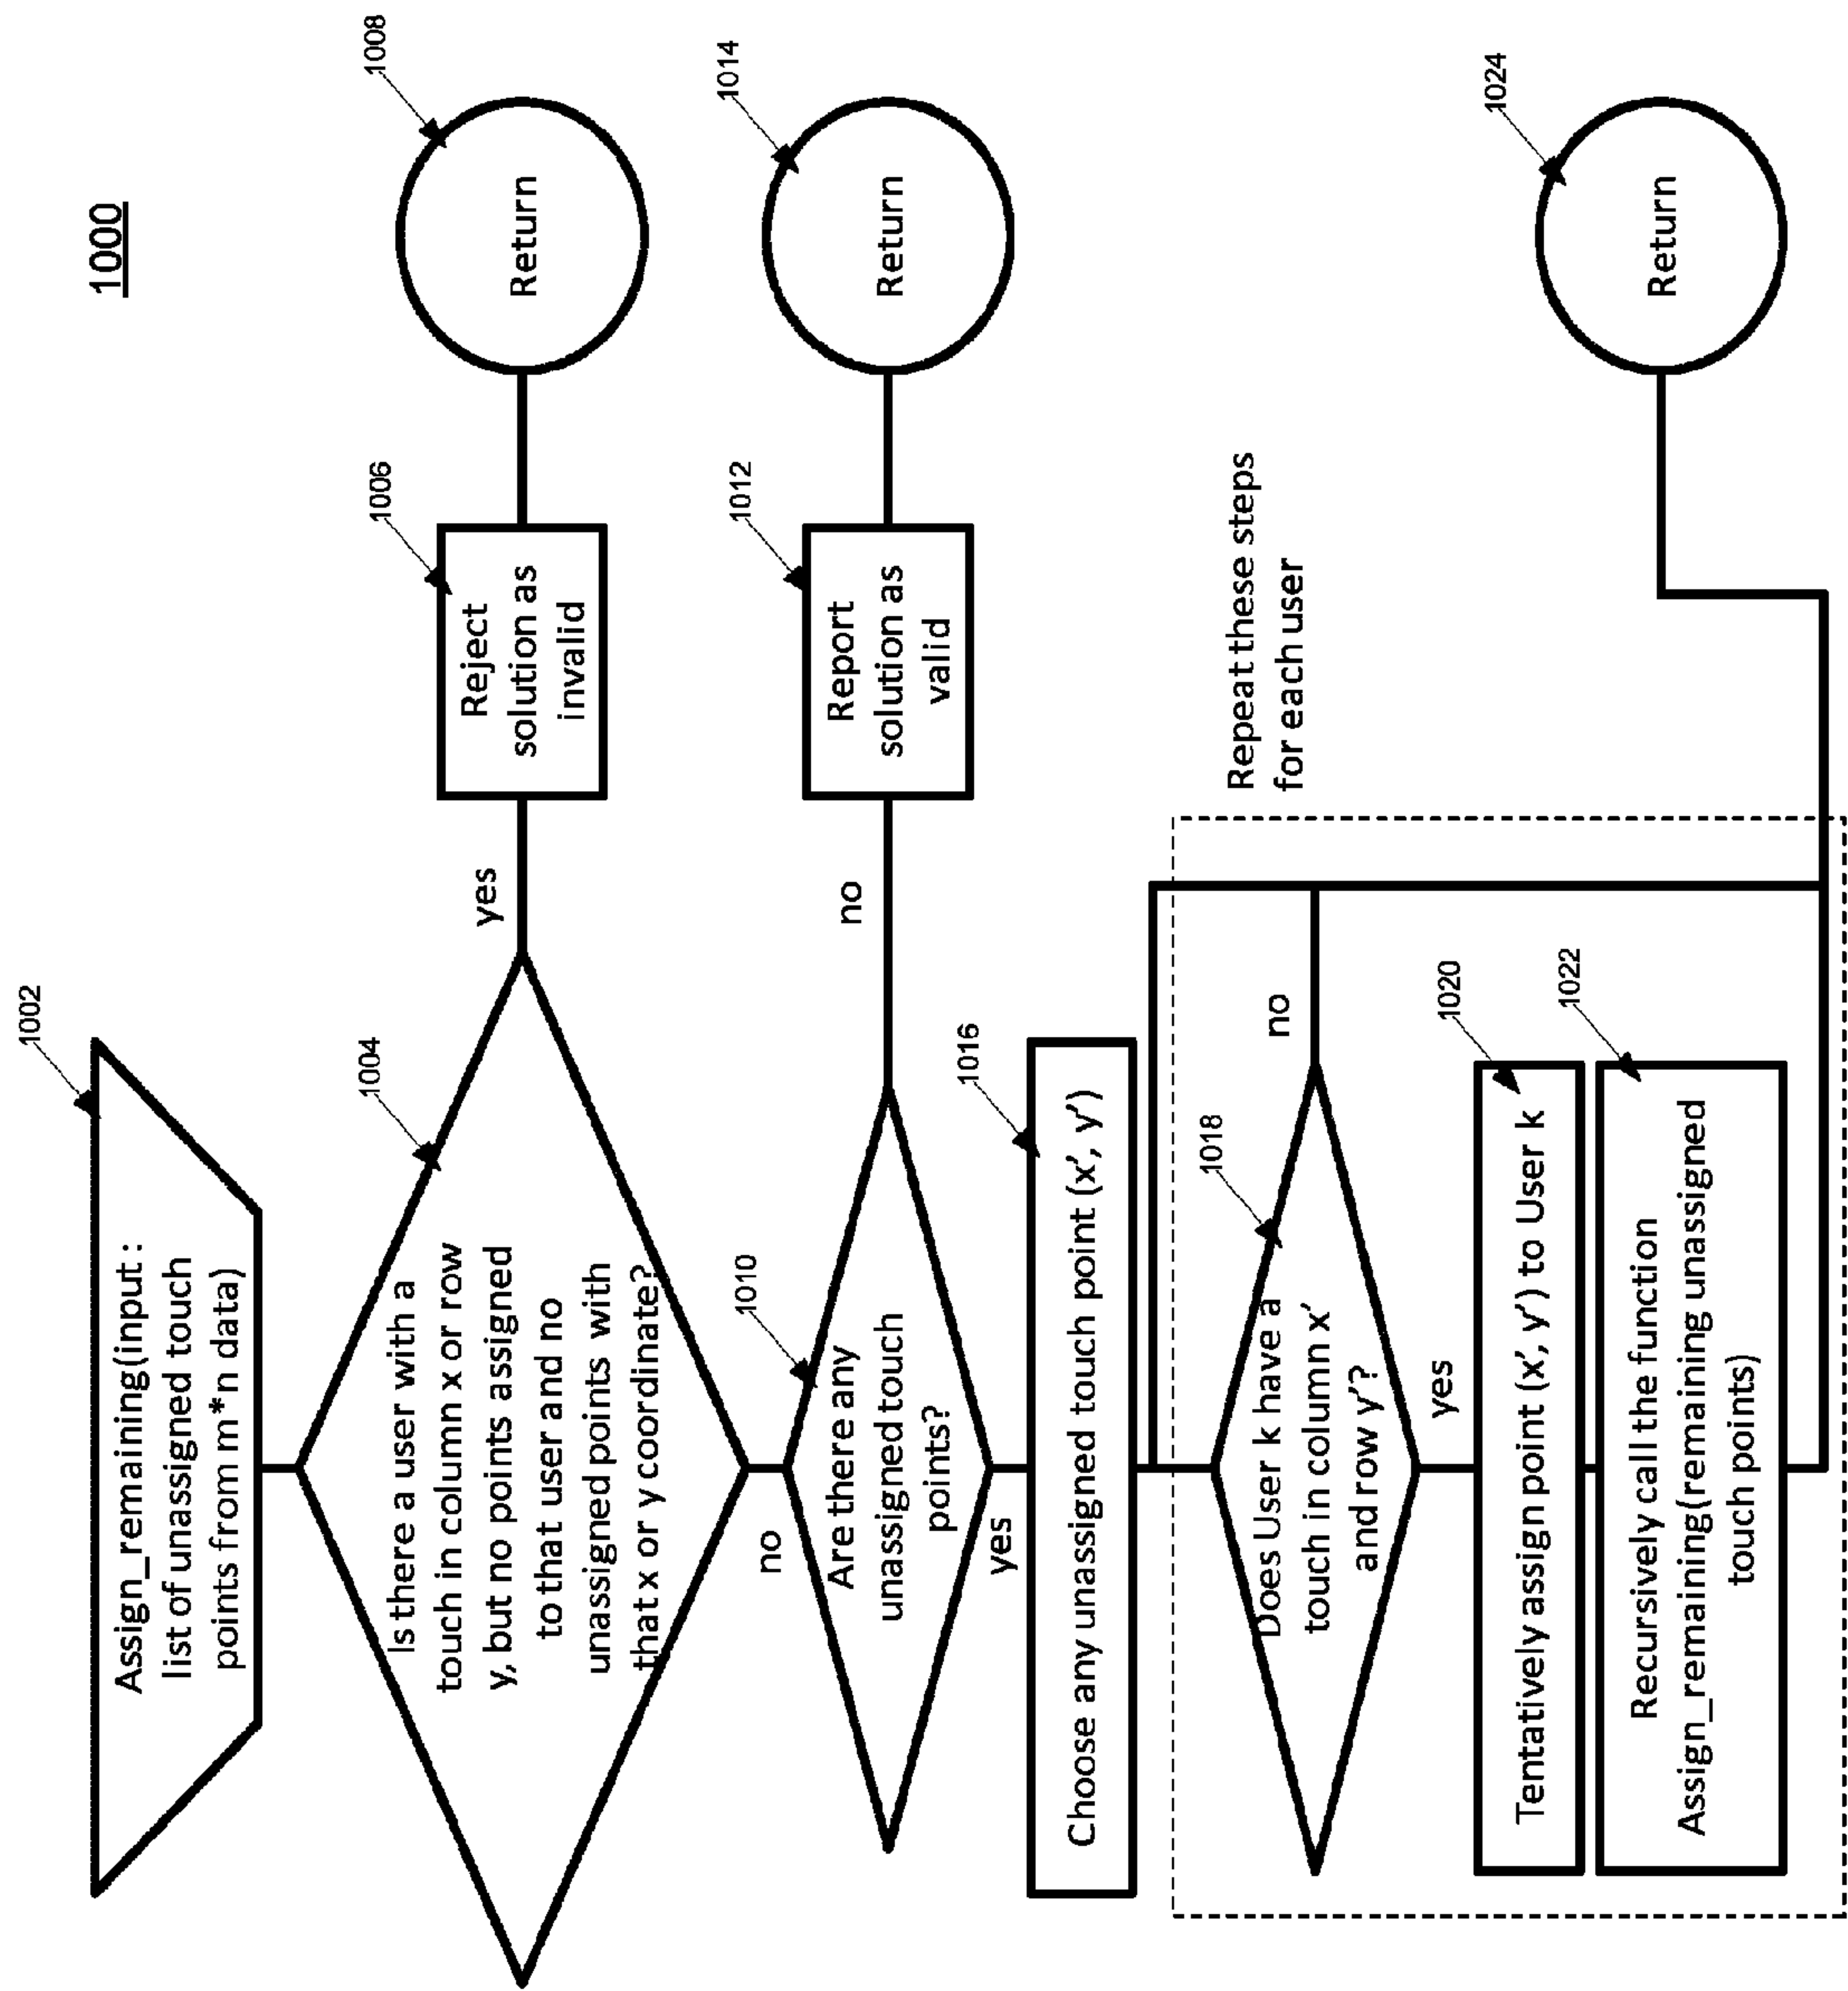 1000
1002
Assign_remaining(input :
list of unassigned touch
points from m*n data)
1004
Is there a user with a
touch in column x or row
y, but no points assigned
to that user and no
unassigned points with
that x or y coordinate?
yes
1006
Reject
solution as
invalid
1008
Return
no
1010
Are there any
unassigned touch
points?
no
1012
Report
solution as
valid
1014
Return
yes
1016
Choose any unassigned touch point (x’, y’)
Repeat these steps
for each user
1018
Does User k have a
touch in column x’
and row y’?
no
yes
1020
Tentatively assign point (x’, y’) to User k
1022
Recursively call the function
Assign_remaining(remaining unassigned
touch points)
1024
Return